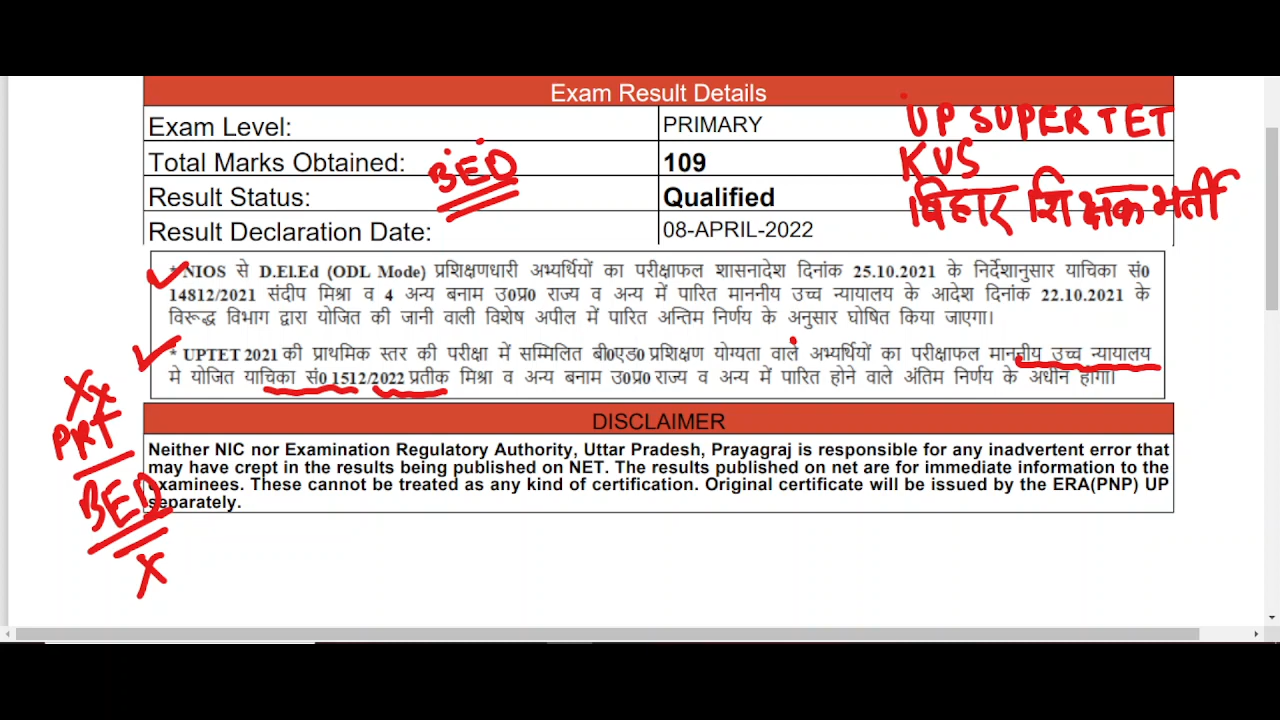 Exam Result Details
Exam Level: PRIMARY
Total Marks Obtained: 109
Result Status: Qualified
Result Declaration Date: 08-APRIL-2022
BED
UP SUPER TET
KVS
बिहार शिक्षक भर्ती
* NIOS से D.El.Ed (ODL Mode) प्रशिक्षणधारी अभ्यर्थियों का परीक्षाफल शासनादेश दिनांक 25.10.2021 के निर्देशानुसार याचिका सं0
14812/2021 संदीप मिश्रा व 4 अन्य बनाम उ0प्र0 राज्य व अन्य में पारित माननीय उच्च न्यायालय के आदेश दिनांक 22.10.2021 के
विरूद्ध विभाग द्वारा योजित की जानी वाली विशेष अपील में पारित अन्तिम निर्णय के अनुसार घोषित किया जाएगा।
* UPTET 2021 की प्राथमिक स्तर की परीक्षा में सम्मिलित बी0एड0 प्रशिक्षण योग्यता वाले अभ्यर्थियों का परीक्षाफल माननीय उच्च न्यायालय
मे योजित याचिका सं0 1512/2022 प्रतीक मिश्रा व अन्य बनाम उ0प्र0 राज्य व अन्य में पारित होने वाले अंतिम निर्णय के अधीन होगा।
XX
PRT
BED
X
DISCLAIMER
Neither NIC nor Examination Regulatory Authority, Uttar Pradesh, Prayagraj is responsible for any inadvertent error that
may have crept in the results being published on NET. The results published on net are for immediate information to the
examinees. These cannot be treated as any kind of certification. Original certificate will be issued by the ERA(PNP) UP
separately.